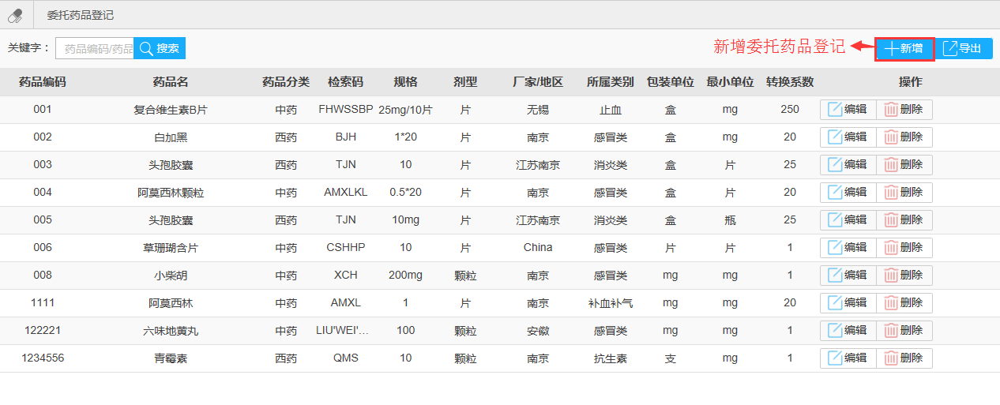 委托药品登记
关键字： 药品编码/药品 搜索 新增委托药品登记 新增 导出
药品编码 药品名 药品分类 检索码 规格 剂型 厂家/地区 所属类别 包装单位 最小单位 转换系数 操作
001 复合维生素B片 中药 FHWSSBP 25mg/10片 片 无锡 止血 盒 mg 250 编辑 删除
002 白加黑 西药 BJH 1*20 片 南京 感冒类 盒 mg 20 编辑 删除
003 头孢胶囊 西药 TJN 10 片 江苏南京 消炎类 盒 片 25 编辑 删除
004 阿莫西林颗粒 中药 AMXLKL 0.5*20 片 南京 感冒类 盒 片 20 编辑 删除
005 头孢胶囊 西药 TJN 10mg 片 江苏南京 消炎类 盒 瓶 25 编辑 删除
006 草珊瑚含片 中药 CSHHP 10 片 China 感冒类 片 片 1 编辑 删除
008 小柴胡 中药 XCH 200mg 颗粒 南京 感冒类 mg mg 1 编辑 删除
1111 阿莫西林 中药 AMXL 1 片 南京 补血补气 mg mg 20 编辑 删除
122221 六味地黄丸 中药 LIU'WEI'... 100 颗粒 安徽 感冒类 mg mg 1 编辑 删除
1234556 青霉素 西药 QMS 10 颗粒 南京 抗生素 支 mg 1 编辑 删除